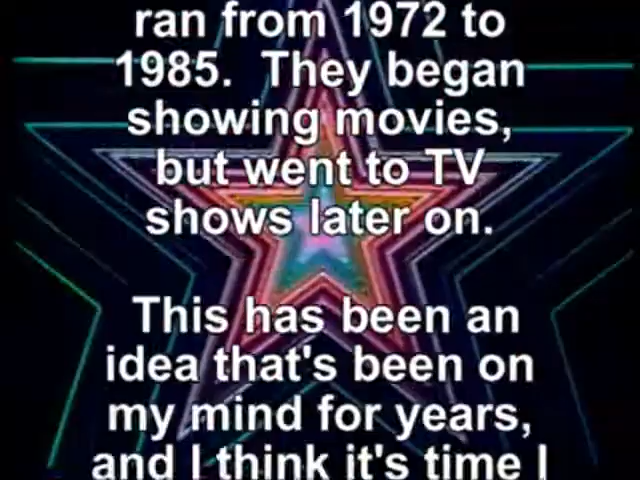 ran from 1972 to
1985.  They began
showing movies,
but went to TV
shows later on.
This has been an
idea that's been on
my mind for years,
and I think it's time I